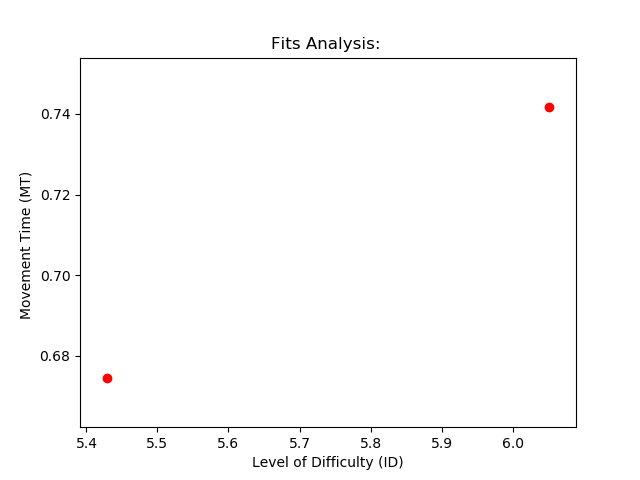 Fits Analysis:
Movement Time (MT)
0.74
0.72
0.70
0.68
5.4 5.5 5.6 5.7 5.8 5.9 6.0
Level of Difficulty (ID)